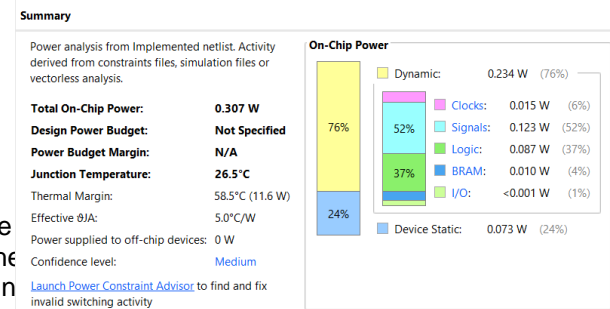 Summary
Power analysis from Implemented netlist. Activity
derived from constraints files, simulation files or
vectorless analysis.
Total On-Chip Power: 0.307 W
Design Power Budget: Not Specified
Power Budget Margin: N/A
Junction Temperature: 26.5°C
Thermal Margin: 58.5°C (11.6 W)
Effective ϑJA: 5.0°C/W
Power supplied to off-chip devices: 0 W
Confidence level: Medium
Launch Power Constraint Advisor to find and fix
invalid switching activity
On-Chip Power
76%
24%
Dynamic: 0.234 W (76%)
52%
37%
Clocks: 0.015 W (6%)
Signals: 0.123 W (52%)
Logic: 0.087 W (37%)
BRAM: 0.010 W (4%)
I/O: <0.001 W (1%)
Device Static: 0.073 W (24%)